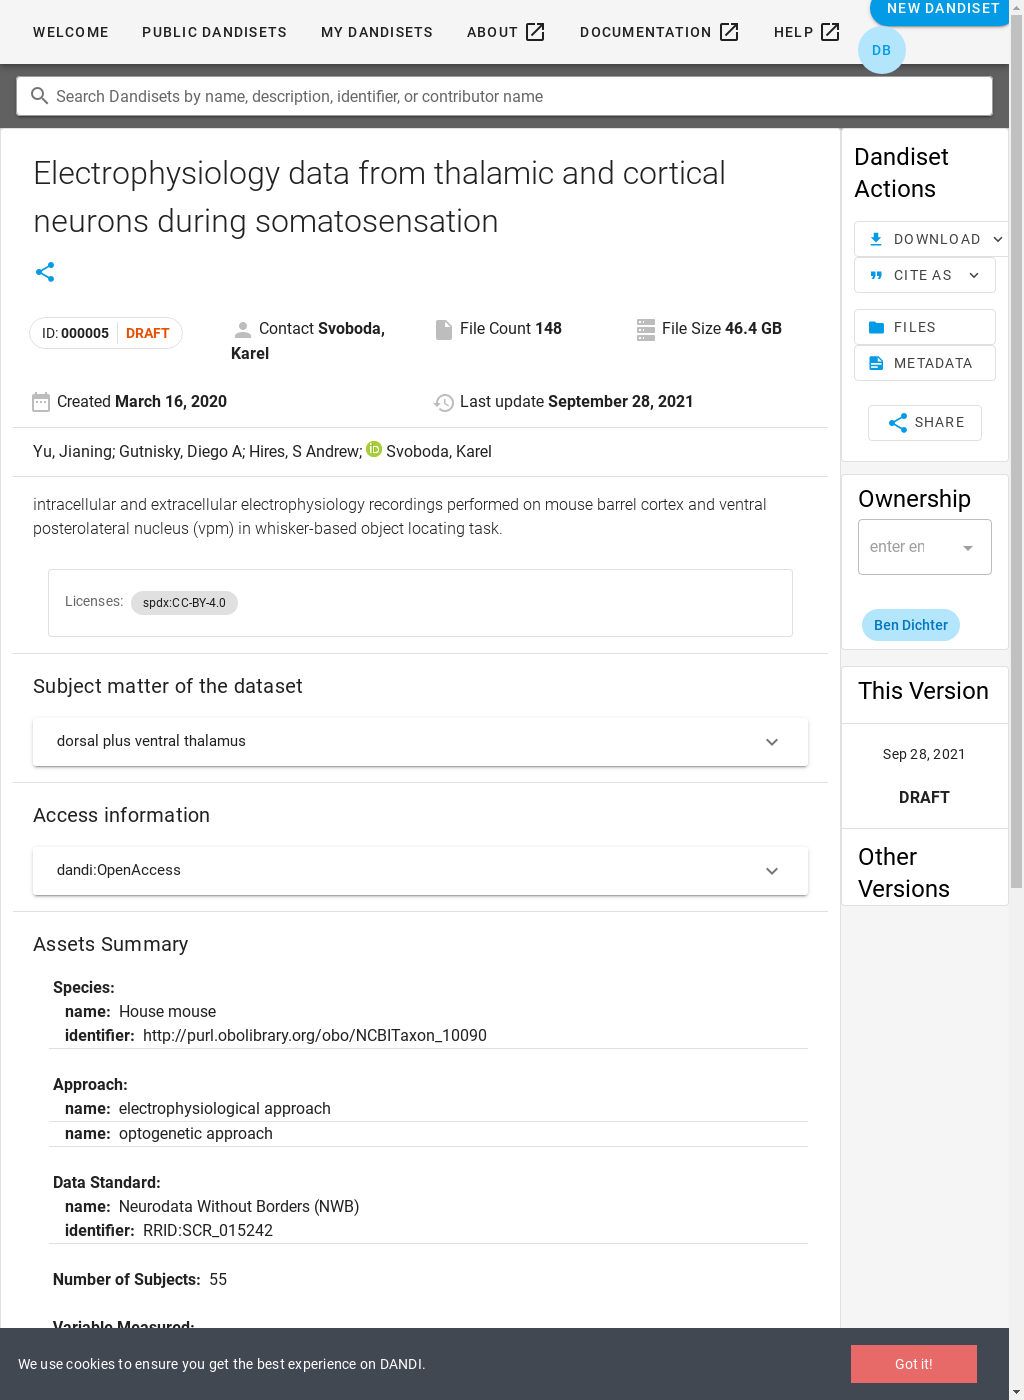 WELCOME PUBLIC DANDISETS MY DANDISETS ABOUT DOCUMENTATION HELP NEW DANDISET
DB
Search Dandisets by name, description, identifier, or contributor name
Electrophysiology data from thalamic and cortical
neurons during somatosensation
ID: 000005 DRAFT
Contact Svoboda,
Karel
File Count 148
File Size 46.4 GB
Created March 16, 2020
Last update September 28, 2021
Yu, Jianing; Gutnisky, Diego A; Hires, S Andrew; iD Svoboda, Karel
intracellular and extracellular electrophysiology recordings performed on mouse barrel cortex and ventral
posterolateral nucleus (vpm) in whisker-based object locating task.
Licenses: spdx:CC-BY-4.0
Subject matter of the dataset
dorsal plus ventral thalamus
Access information
dandi:OpenAccess
Assets Summary
Species:
name: House mouse
identifier: http://purl.obolibrary.org/obo/NCBITaxon_10090
Approach:
name: electrophysiological approach
name: optogenetic approach
Data Standard:
name: Neurodata Without Borders (NWB)
identifier: RRID:SCR_015242
Number of Subjects: 55
Variable Measured:
Dandiset
Actions
DOWNLOAD
CITE AS
FILES
METADATA
SHARE
Ownership
enter en
Ben Dichter
This Version
Sep 28, 2021
DRAFT
Other
Versions
We use cookies to ensure you get the best experience on DANDI.
Got it!